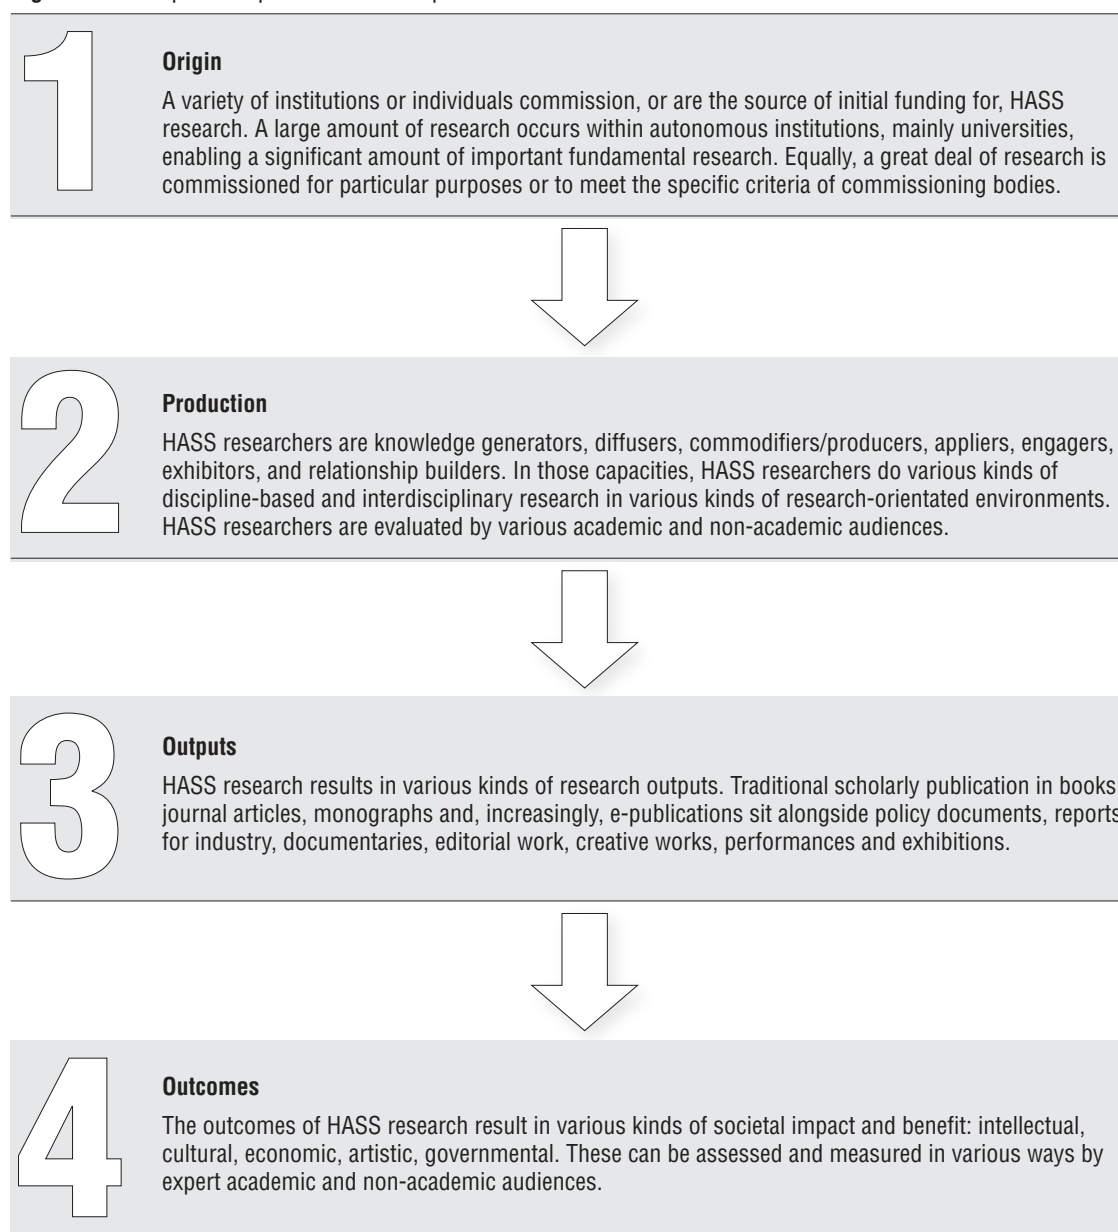 1
Origin
A variety of institutions or individuals commission, or are the source of initial funding for, HASS
research. A large amount of research occurs within autonomous institutions, mainly universities,
enabling a significant amount of important fundamental research. Equally, a great deal of research is
commissioned for particular purposes or to meet the specific criteria of commissioning bodies.
2
Production
HASS researchers are knowledge generators, diffusers, commodifiers/producers, appliers, engagers,
exhibitors, and relationship builders. In those capacities, HASS researchers do various kinds of
discipline-based and interdisciplinary research in various kinds of research-orientated environments.
HASS researchers are evaluated by various academic and non-academic audiences.
3
Outputs
HASS research results in various kinds of research outputs. Traditional scholarly publication in books
journal articles, monographs and, increasingly, e-publications sit alongside policy documents, reports
for industry, documentaries, editorial work, creative works, performances and exhibitions.
4
Outcomes
The outcomes of HASS research result in various kinds of societal impact and benefit: intellectual,
cultural, economic, artistic, governmental. These can be assessed and measured in various ways by
expert academic and non-academic audiences.